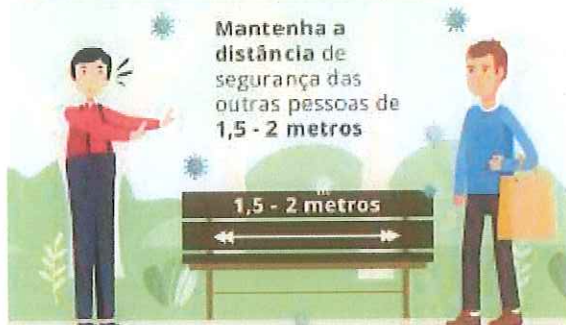 Mantenha a
distância de
segurança das
outras pessoas de
1,5 - 2 metros
1,5 - 2 metros